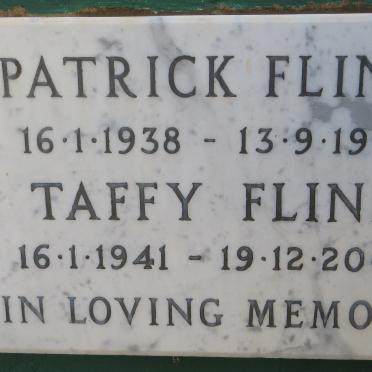 PATRICK FLIN
16·1·1938 - 13·9·19
TAFFY FLIN
16·1·1941 - 19·12·20
IN LOVING MEMO